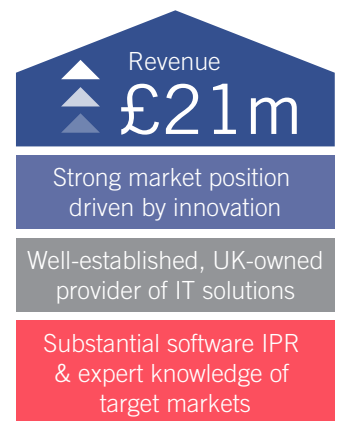 Revenue
£21m
Strong market position
driven by innovation
Well-established, UK-owned
provider of IT solutions
Substantial software IPR
& expert knowledge of
target markets